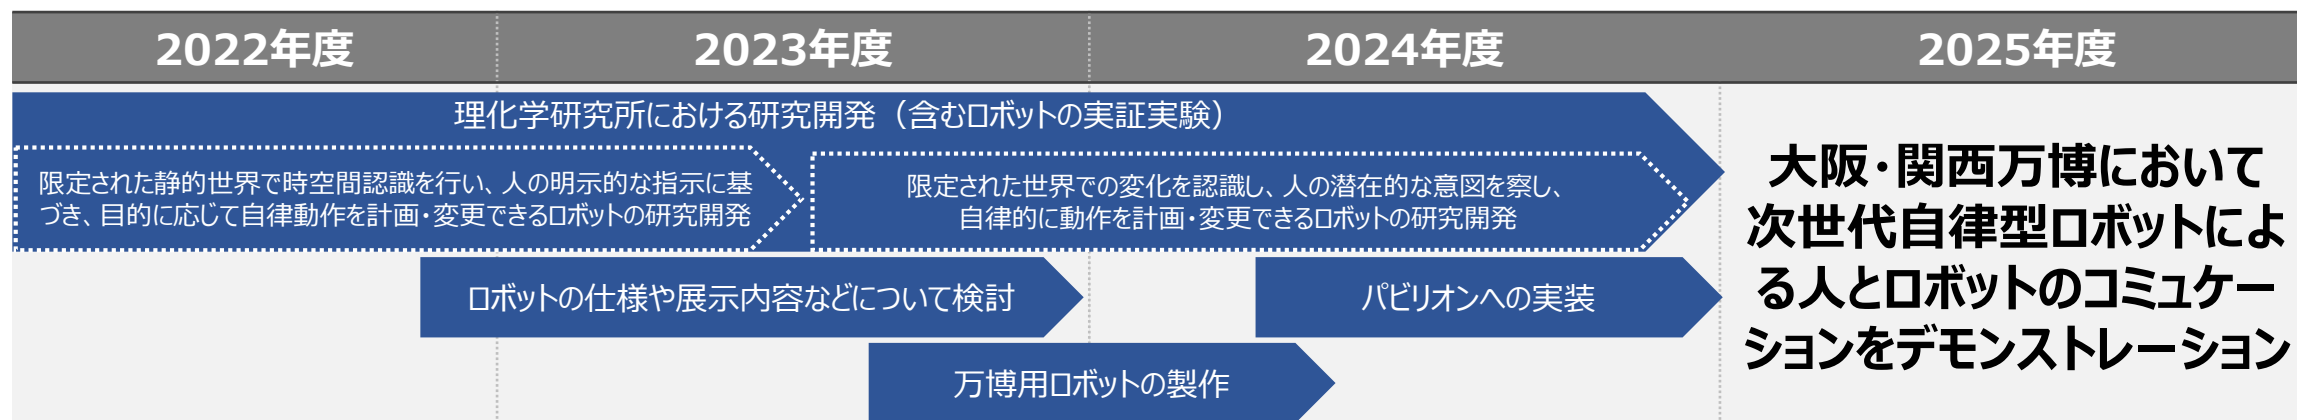 2022年度 2023年度 2024年度 2025年度
理化学研究所における研究開発（含むロボットの実証実験）
限定された静的世界で時空間認識を行い、人の明示的な指示に基
づき、目的に応じて自律動作を計画・変更できるロボットの研究開発
限定された世界での変化を認識し、人の潜在的な意図を察し、
自律的に動作を計画・変更できるロボットの研究開発
ロボットの仕様や展示内容などについて検討
パビリオンへの実装
万博用ロボットの製作
大阪・関西万博において
次世代自律型ロボットによ
る人とロボットのコミュケー
ションをデモンストレーション